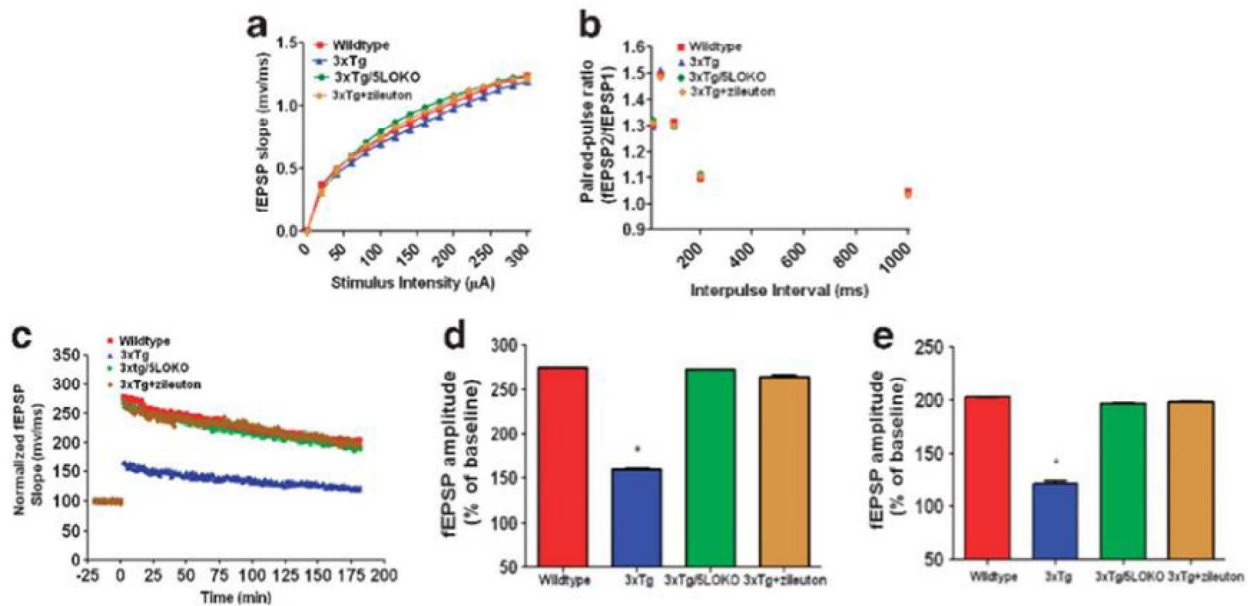 a
Wildtype
3xTg
3xTg/5LOKO
3xTg+zileuton
fEPSP slope (mv/ms)
1.5
1.0
0.5
0.0
0
50
100
150
200
250
300
Stimulus Intensity (µA)
b
Wildtype
3xTg
3xTg/5LOKO
3xTg+zileuton
Paired-pulse ratio
(fEPSP2/fEPSP1)
1.6
1.5
1.4
1.3
1.2
1.1
1.0
0.9
200
400
600
800
1000
Interpulse Interval (ms)
c
Wildtype
3xTg
3xtg/5LOKO
3xTg+zileuton
Normalized fEPSP
Slope (mv/ms)
350
300
250
200
150
100
50
0
-25 0 25 50 75 100 125 150 175 200
Time (min)
d
fEPSP amplitude
(% of baseline)
300
250
200
150
100
50
*
Wildtype 3xTg 3xTg/5LOKO 3xTg+zileuton
e
fEPSP amplitude
(% of baseline)
250
200
150
100
50
*
Wildtype 3xTg 3xTg/5LOKO 3xTg+zileuton